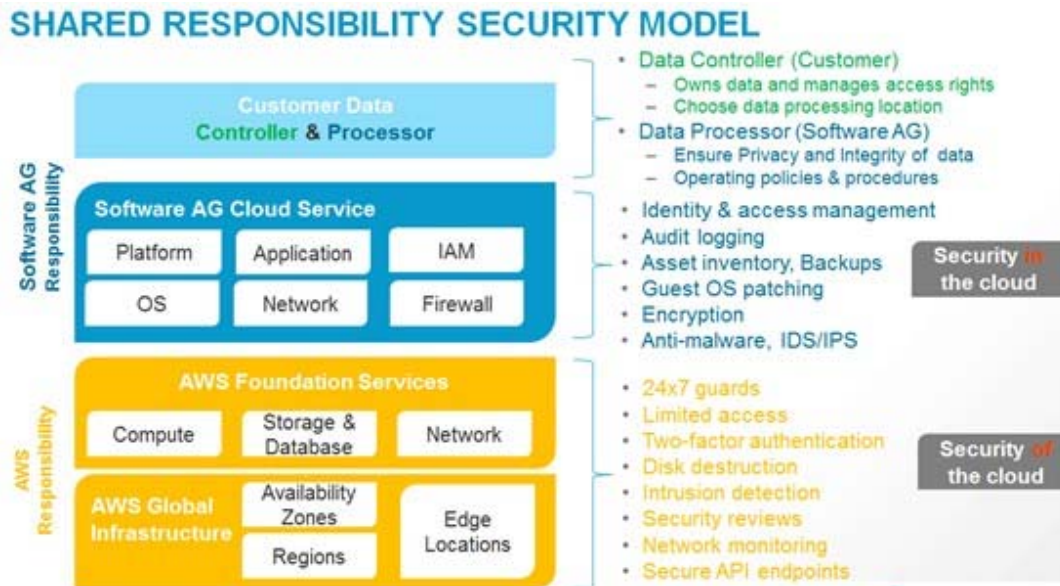 SHARED RESPONSIBILITY SECURITY MODEL
Software AG
Responsibility
Customer Data
Controller & Processor
• Data Controller (Customer)
– Owns data and manages access rights
– Choose data processing location
• Data Processor (Software AG)
– Ensure Privacy and Integrity of data
– Operating policies & procedures
Software AG Cloud Service
Platform
Application
IAM
OS
Network
Firewall
• Identity & access management
• Audit logging
• Asset inventory, Backups
• Guest OS patching
• Encryption
• Anti-malware, IDS/IPS
Security in
the cloud
AWS
Responsibility
AWS Foundation Services
Compute
Storage &
Database
Network
AWS Global
Infrastructure
Availability
Zones
Regions
Edge
Locations
• 24x7 guards
• Limited access
• Two-factor authentication
• Disk destruction
• Intrusion detection
• Security reviews
• Network monitoring
• Secure API endpoints
Security of
the cloud